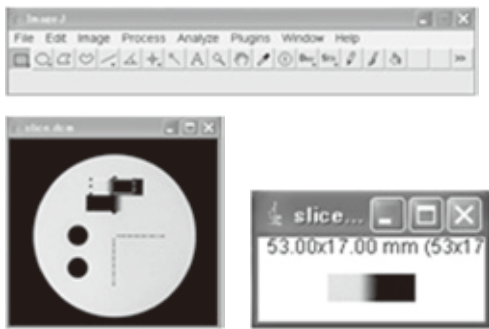 ImageJ
File Edit Image Process Analyze Plugins Window Help
A
>>
slice.dcm
slice...
53.00x17.00 mm (53x17